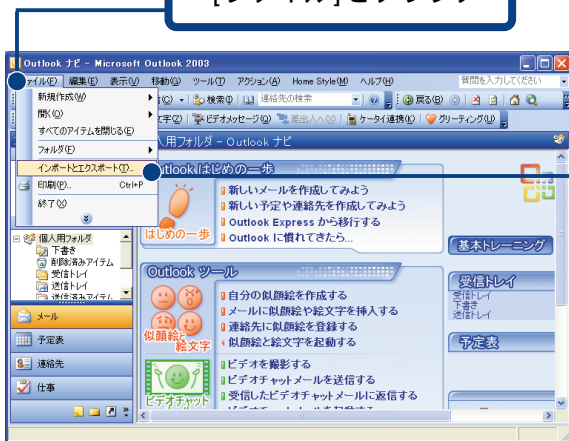 [ファイル]をクリック
Outlook ナビ - Microsoft Outlook 2003
ァイル(F) 編集(E) 表示(V) 移動(G) ツール(T) アクション(A) Home Style(M) ヘルプ(H) 質問を入力してください
新規作成(W)
開く(O)
すべてのアイテムを閉じる(E)
フォルダ(F)
インポートとエクスポート(T)...
印刷(P)... Ctrl+P
終了(X)
検索(I) 連絡先の検索 戻る(B)
文字(Z) ビデオメッセージ(Q) 差出人へ ケータイ連携(K) グリーティング(U)
人用フォルダ - Outlook ナビ
Outlook はじめの一歩
新しいメールを作成してみよう
新しい予定や連絡先を作成してみよう
Outlook Express から移行する
Outlook に慣れてきたら...
はじめの一歩
基本トレーニング
個人用フォルダ
下書き
削除済みアイテム
受信トレイ
送信トレイ
送信済みアイテム
Outlook ツール
自分の似顔絵を作成する
メールに似顔絵や絵文字を挿入する
連絡先に似顔絵を登録する
似顔絵と絵文字を起動する
似顔絵と
絵文字
受信トレイ
受信トレイ
下書き
送信トレイ
予定表
ビデオを撮影する
ビデオチャットメールを送信する
受信したビデオチャットメールに返信する
ビデオチャット
メール
予定表
連絡先
仕事